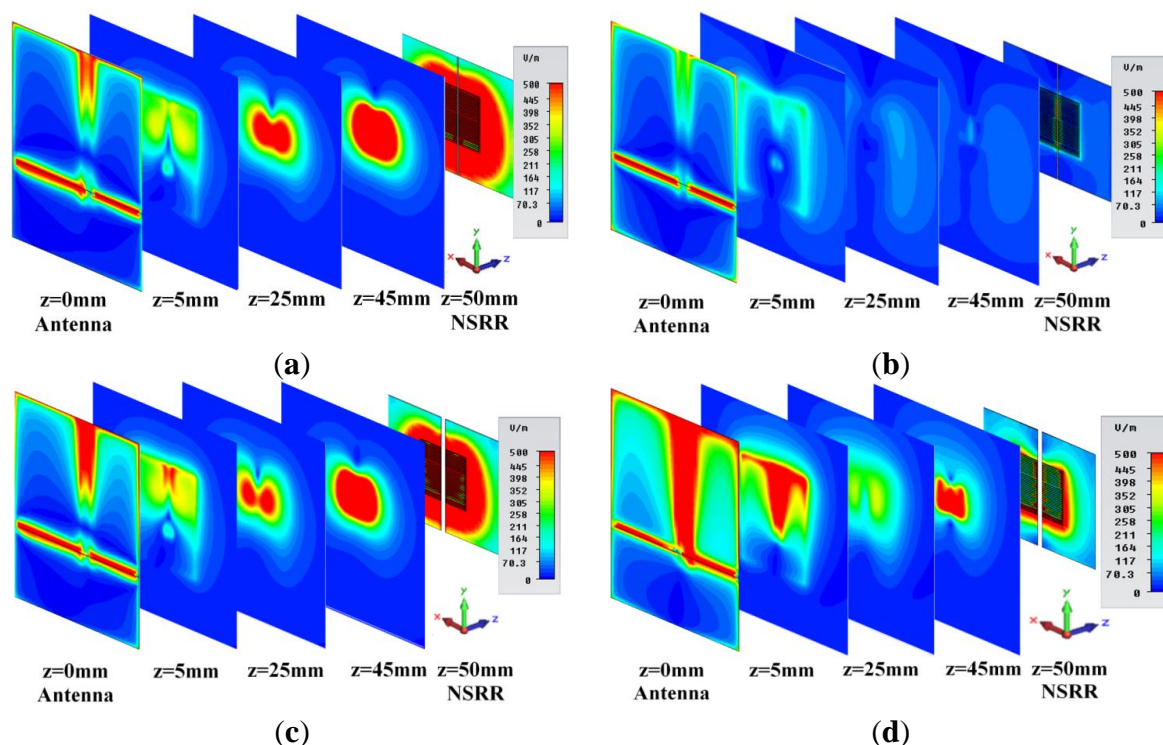 V/m
500
445
398
352
305
258
211
164
117
70.3
0
x y z
z=0mm z=5mm z=25mm z=45mm z=50mm
Antenna NSRR
(a)
V/m
500
445
398
352
305
258
211
164
117
70.3
0
x y z
z=0mm z=5mm z=25mm z=45mm z=50mm
Antenna NSRR
(b)
V/m
500
445
398
352
305
258
211
164
117
70.3
0
x y z
z=0mm z=5mm z=25mm z=45mm z=50mm
Antenna NSRR
(c)
V/m
500
445
398
352
305
258
211
164
117
70.3
0
x y z
z=0mm z=5mm z=25mm z=45mm z=50mm
Antenna NSRR
(d)